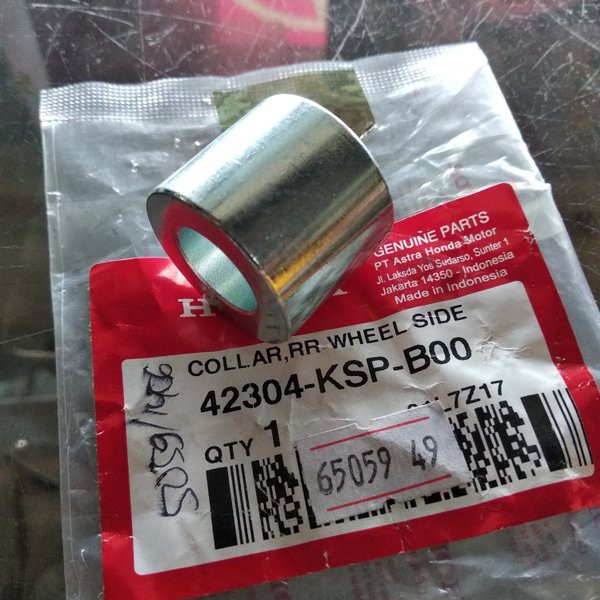 GENUINE PARTS
PT Astra Honda Motor
Jl. Laksda Yos Sudarso, Sunter 1
Jakarta 14350 - Indonesia
Made in Indonesia
COLLAR,RR WHEEL SIDE
42304-KSP-B00
L7Z17
QTY 1
65059 49